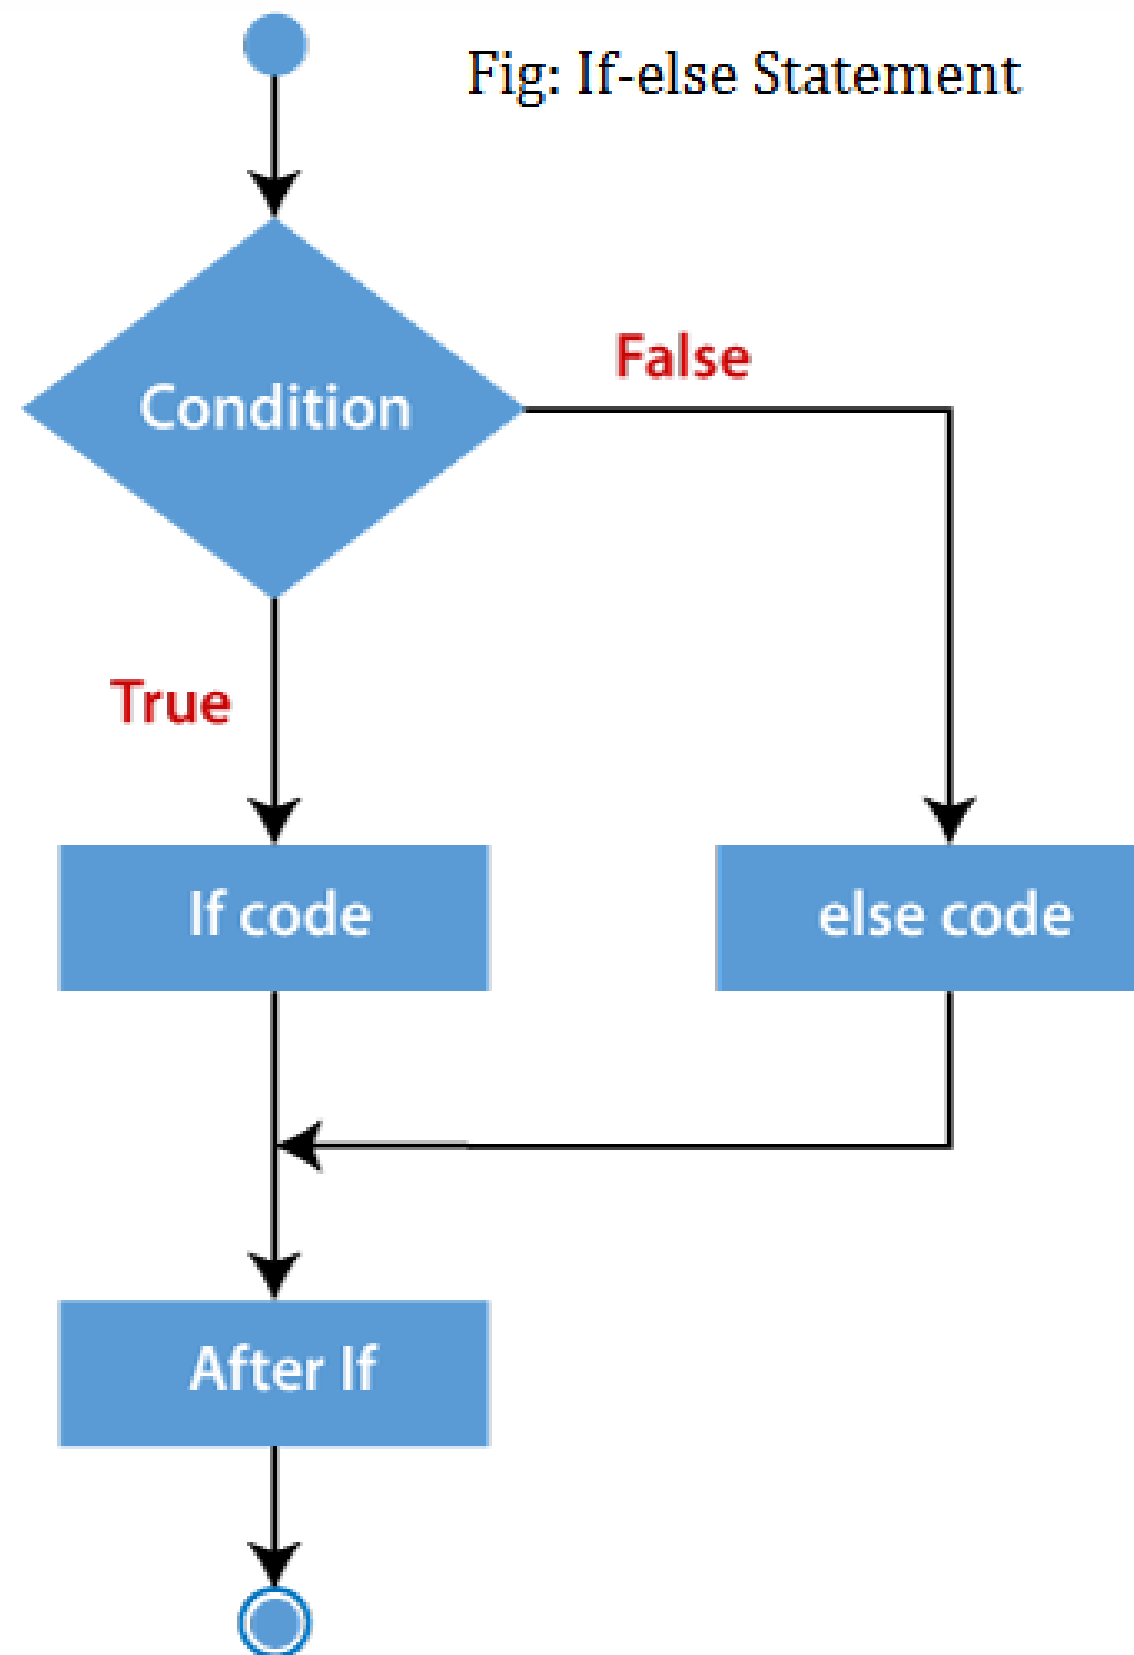 Fig: If-else Statement
Condition
False
True
If code
else code
After If